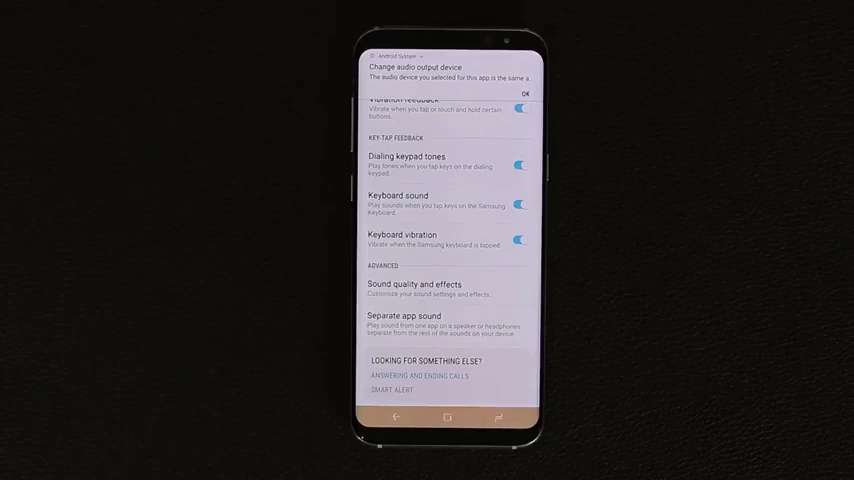 Android System
Change audio output device
The audio device you selected for this app is the same a.
OK
Vibration feedback
Vibrate when you tap or touch and hold certain
buttons.
KEY-TAP FEEDBACK
Dialing keypad tones
Play tones when you tap keys on the dialing
keypad.
Keyboard sound
Play sounds when you tap keys on the Samsung
Keyboard.
Keyboard vibration
Vibrate when the Samsung keyboard is tapped.
ADVANCED
Sound quality and effects
Customize your sound settings and effects.
Separate app sound
Play sound from one app on a speaker or headphones
separate from the rest of the sounds on your device.
LOOKING FOR SOMETHING ELSE?
ANSWERING AND ENDING CALLS
SMART ALERT